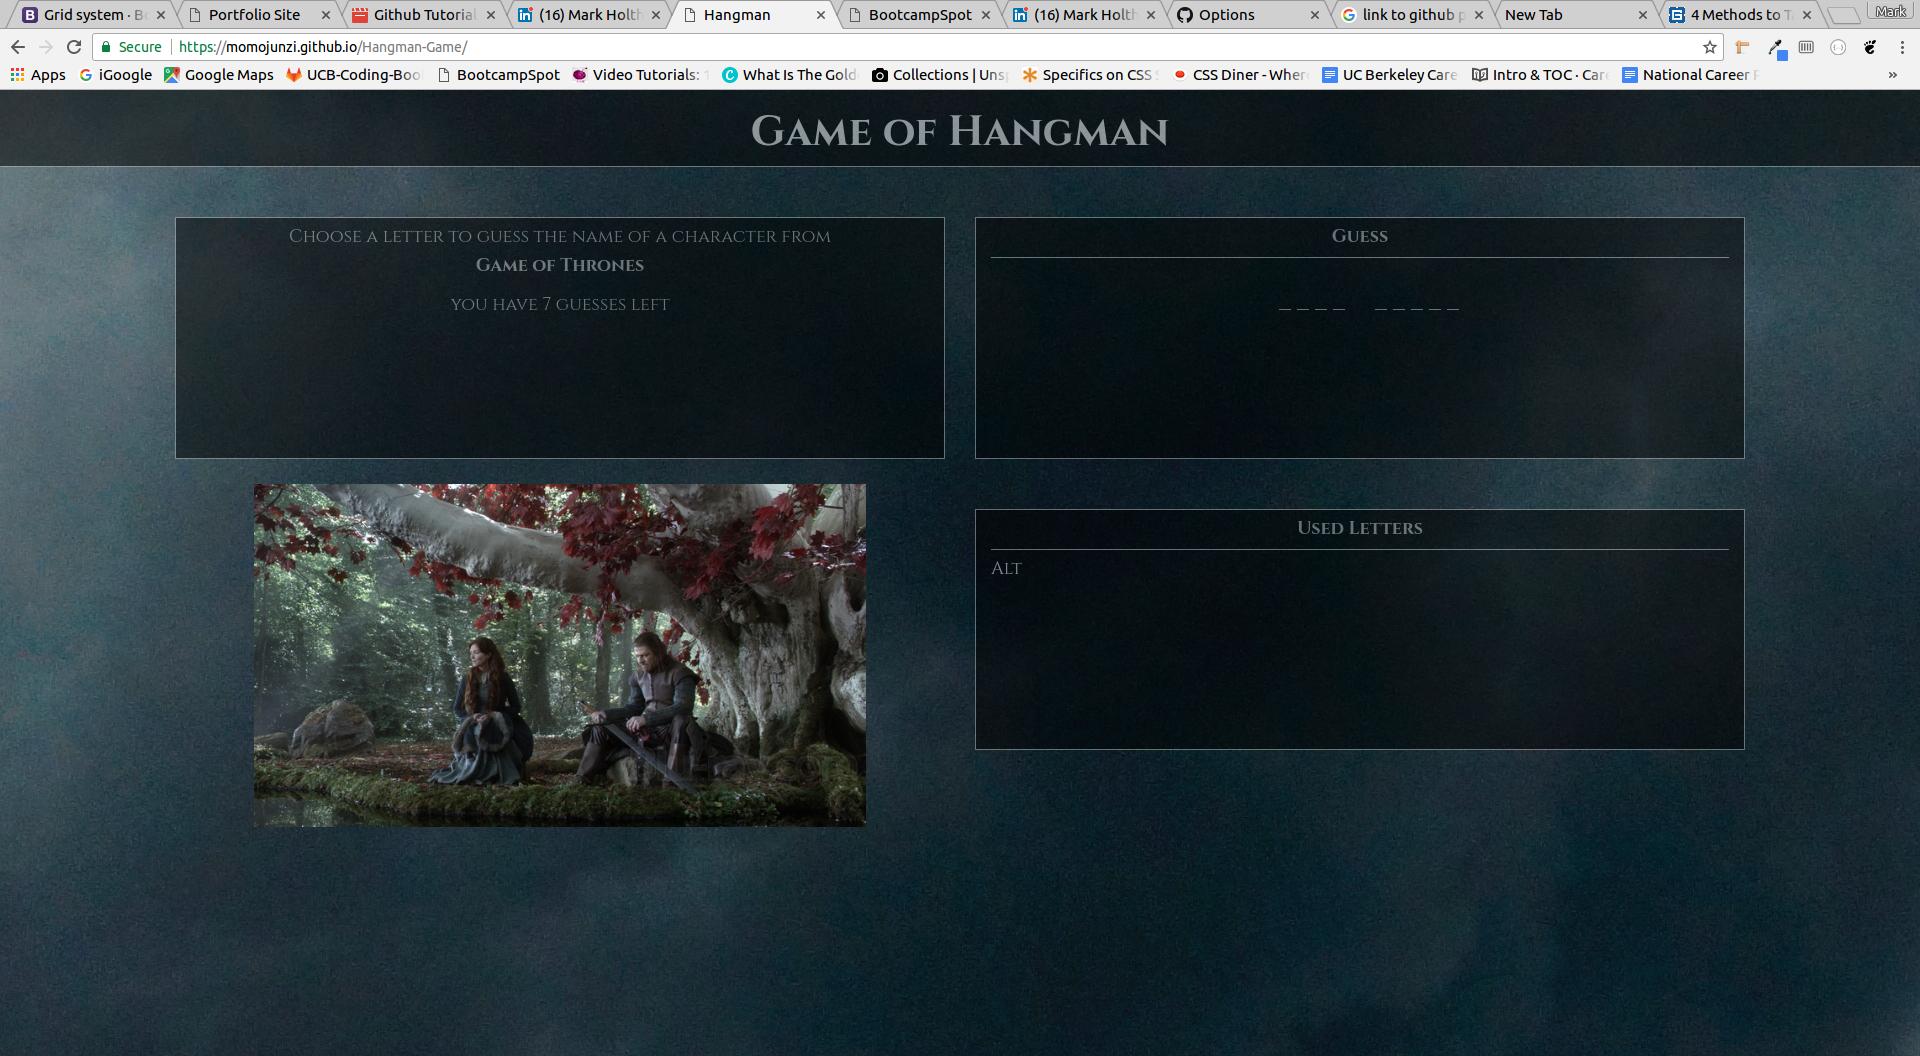 Grid system · B
Portfolio Site
Github Tutorial
(16) Mark Holth
Hangman
BootcampSpot
(16) Mark Holth
Options
link to github p
New Tab
4 Methods to T
Mark
Secure
https://momojunzi.github.io/Hangman-Game/
Apps
iGoogle
Google Maps
UCB-Coding-Boo
BootcampSpot
Video Tutorials:
What Is The Gold
Collections | Uns
Specifics on CSS
CSS Diner - Wher
UC Berkeley Care
Intro & TOC · Car
National Career
»
Game of Hangman
Choose a letter to guess the name of a character from
Game of Thrones
you have 7 guesses left
Guess
_ _ _ _   _ _ _ _ _
Used Letters
Alt